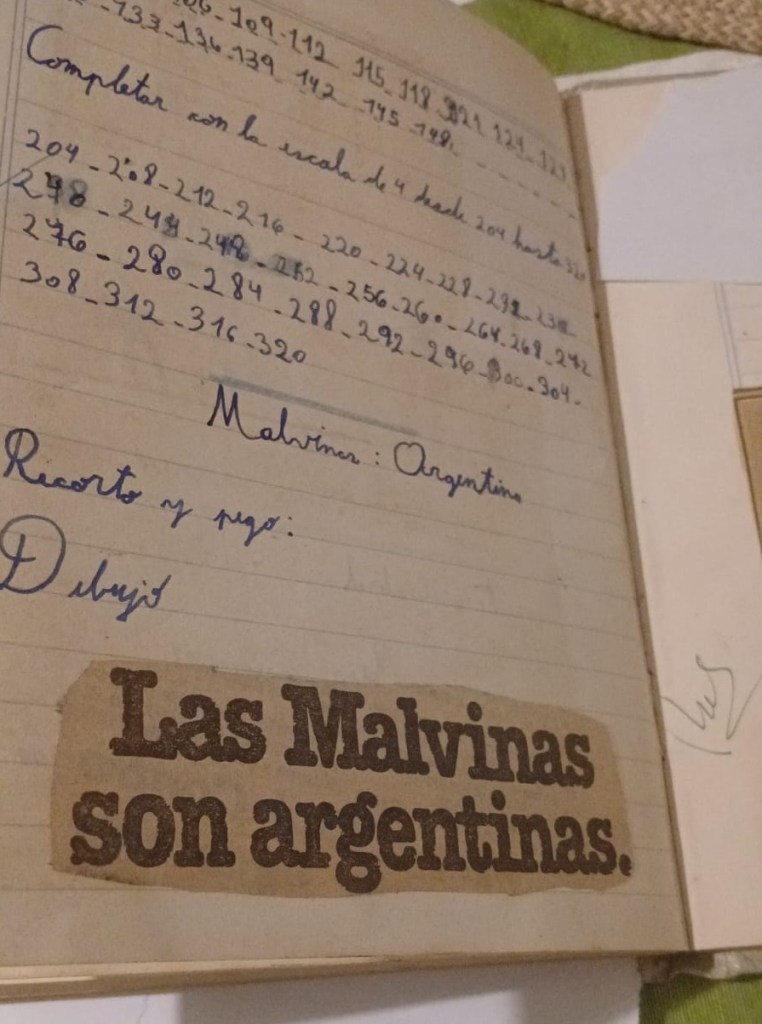 106-109-112 115 118 121 124 127
133-136-139 142 145 148
Completar con la escala de 4 desde 204 hasta 320
204-208-212-216-220-224-228-232-236
244-248-252-256-260-264-268-272
276-280-284-288-292-296-300-304-
308-312-316-320
Malvinas: Argentina
Recorto y pego:
Dibujó
Las Malvinas
son argentinas.